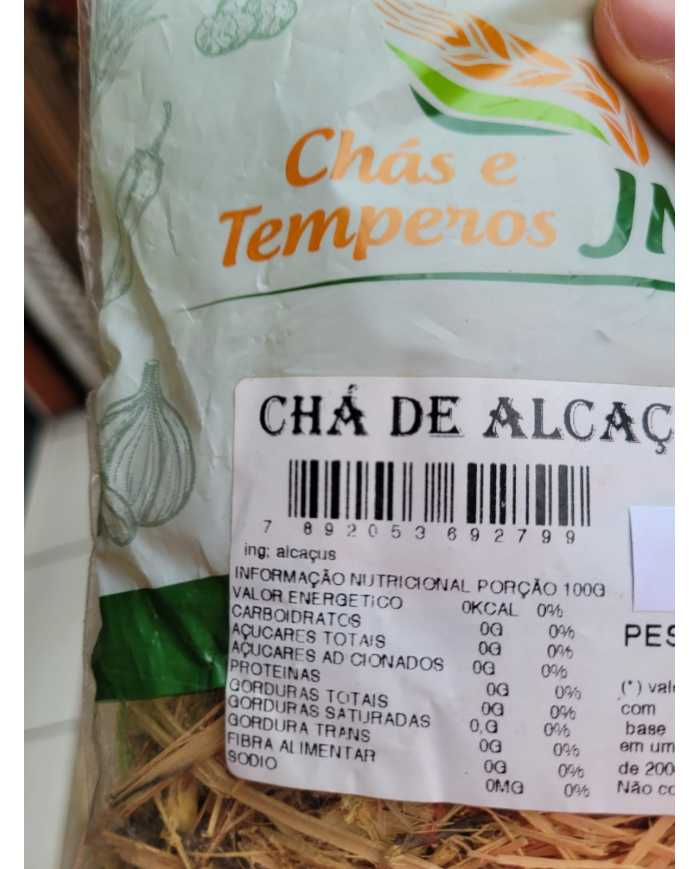 Chás e
Temperos
CHÁ DE ALCAÇ
7 892053 692799
ing: alcaçus
INFORMAÇÃO NUTRICIONAL PORÇÃO 100G
VALOR ENERGETICO 0KCAL 0%
CARBOIDRATOS 0G 0%
AÇUCARES TOTAIS 0G 0%
AÇUCARES AD CIONADOS 0G 0%
PROTEINAS 0G 0%
GORDURAS TOTAIS 0G 0%
GORDURAS SATURADAS 0,G 0%
GORDURA TRANS 0G 0%
FIBRA ALIMENTAR 0G 0%
SODIO 0MG 0%
PES
(*) vale
com
base
em um
de 200
Não co